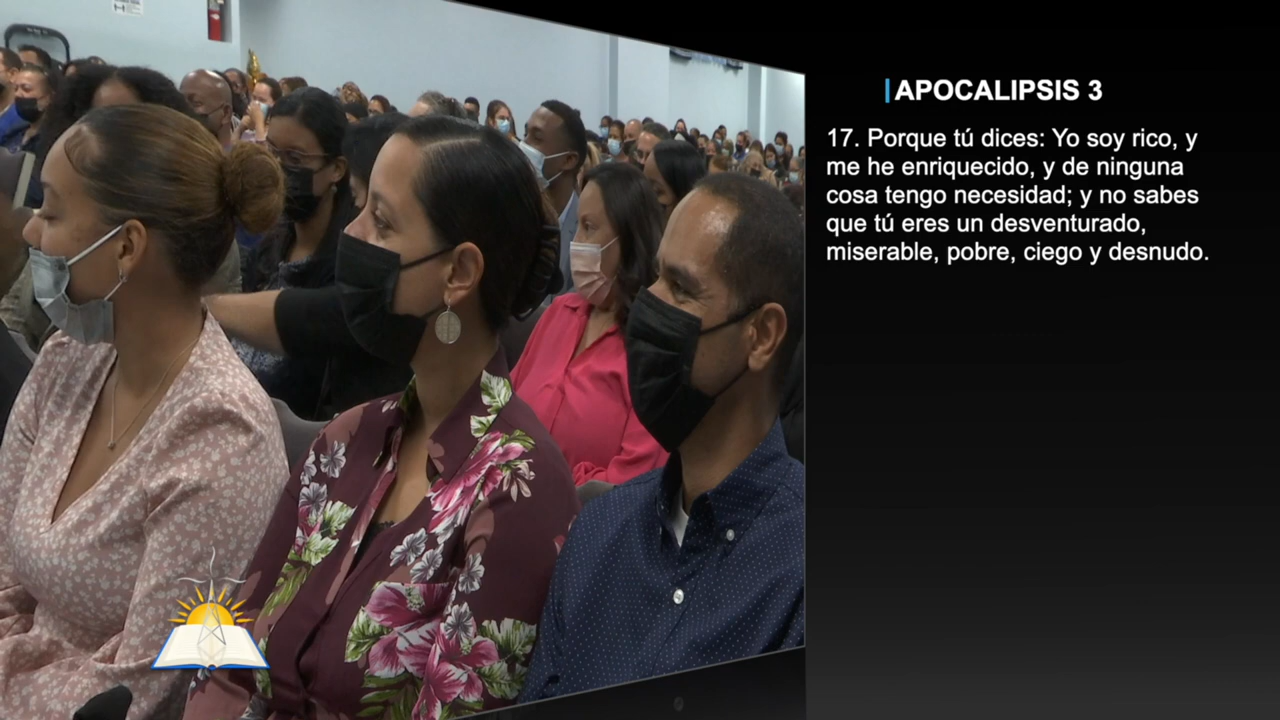 APOCALIPSIS 3
17. Porque tú dices: Yo soy rico, y
me he enriquecido, y de ninguna
cosa tengo necesidad; y no sabes
que tú eres un desventurado,
miserable, pobre, ciego y desnudo.